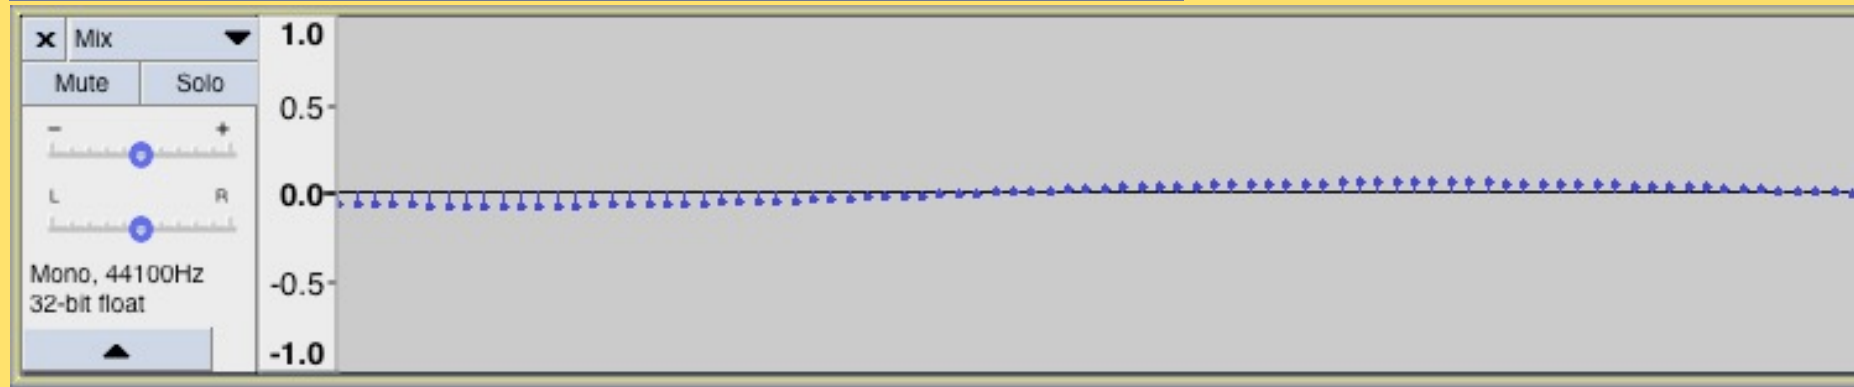 x Mix
Mute Solo
- +
L R
Mono, 44100Hz
32-bit float
1.0
0.5
0.0
-0.5
-1.0